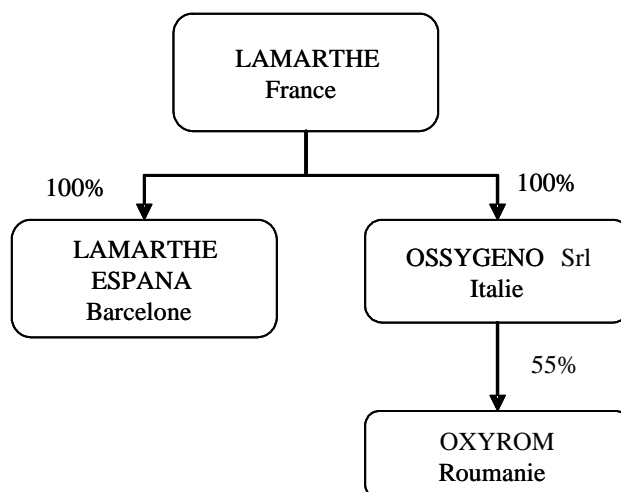 LAMARTHE
France
100%
100%
LAMARTHE
ESPANA
Barcelone
OSSYGENO Srl
Italie
55%
OXYROM
Roumanie